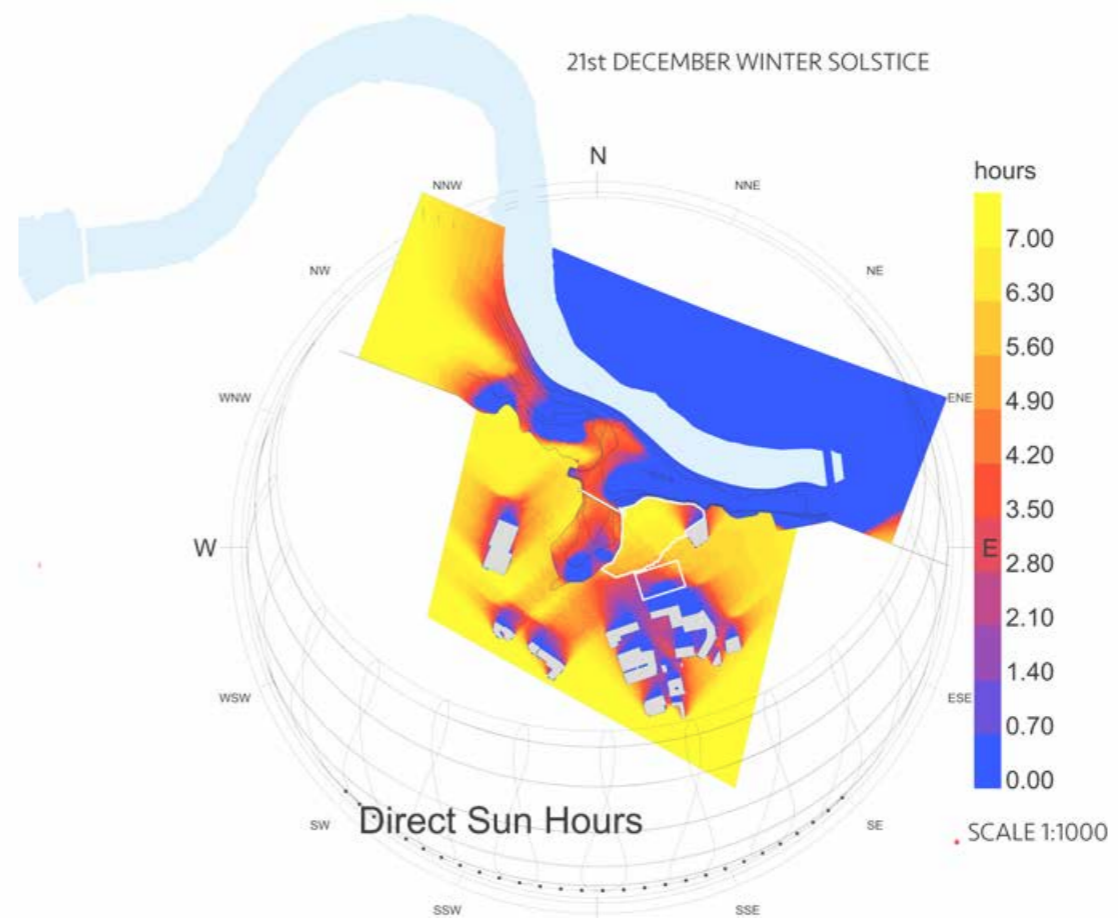 21st DECEMBER WINTER SOLSTICE
N
NNW
NNE
hours
7.00
NW
NE
6.30
5.60
WNW
ENE
4.90
4.20
3.50
W
E
2.80
2.10
1.40
WSW
ESE
0.70
0.00
SW
Direct Sun Hours
SE
SCALE 1:1000
SSW
SSE